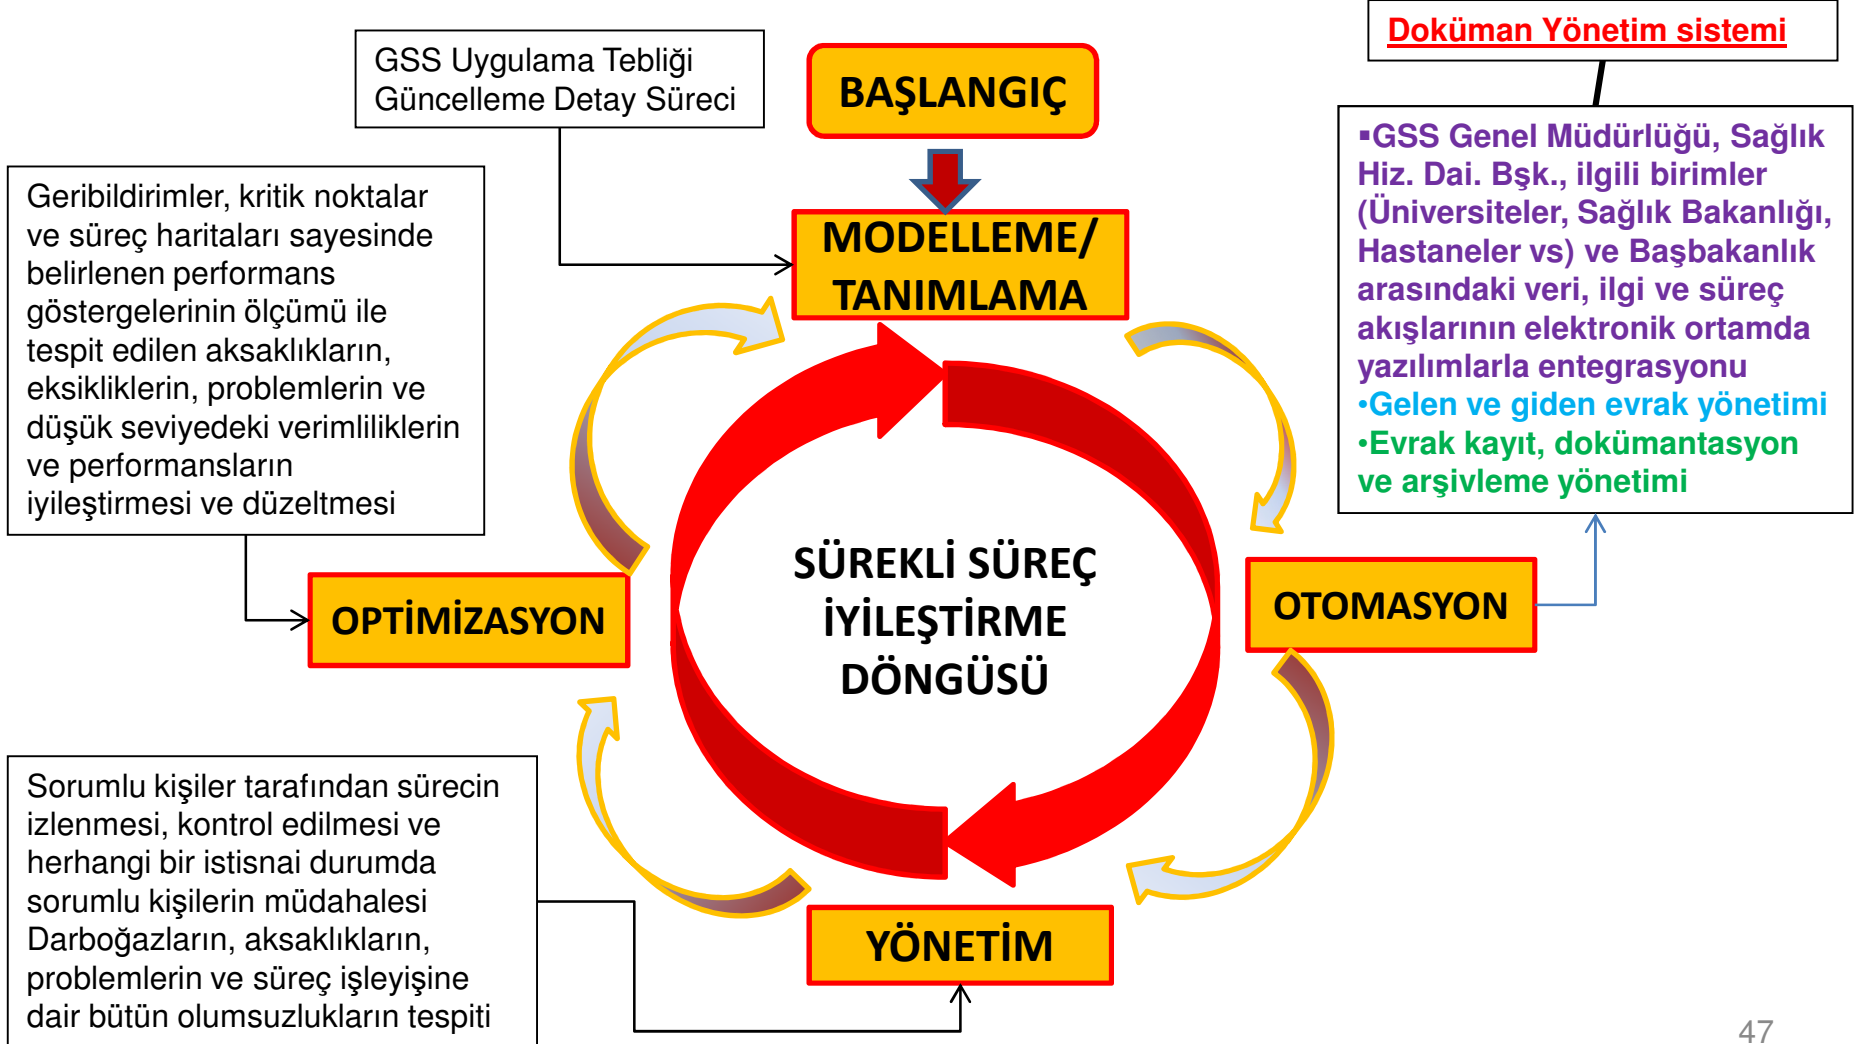 Doküman Yönetim sistemi
GSS Uygulama Tebliği
Güncelleme Detay Süreci
BAŞLANGIÇ
▪GSS Genel Müdürlüğü, Sağlık
Hiz. Dai. Bşk., ilgili birimler
(Üniversiteler, Sağlık Bakanlığı,
Hastaneler vs) ve Başbakanlık
arasındaki veri, ilgi ve süreç
akışlarının elektronik ortamda
yazılımlarla entegrasyonu
•Gelen ve giden evrak yönetimi
•Evrak kayıt, dokümantasyon
ve arşivleme yönetimi
Geribildirimler, kritik noktalar
ve süreç haritaları sayesinde
belirlenen performans
göstergelerinin ölçümü ile
tespit edilen aksaklıkların,
eksikliklerin, problemlerin ve
düşük seviyedeki verimliliklerin
ve performansların
iyileştirmesi ve düzeltmesi
MODELLEME/
TANIMLAMA
SÜREKLİ SÜREÇ
İYİLEŞTİRME
DÖNGÜSÜ
OPTİMİZASYON
OTOMASYON
Sorumlu kişiler tarafından sürecin
izlenmesi, kontrol edilmesi ve
herhangi bir istisnai durumda
sorumlu kişilerin müdahalesi
Darboğazların, aksaklıkların,
problemlerin ve süreç işleyişine
dair bütün olumsuzlukların tespiti
YÖNETİM
47